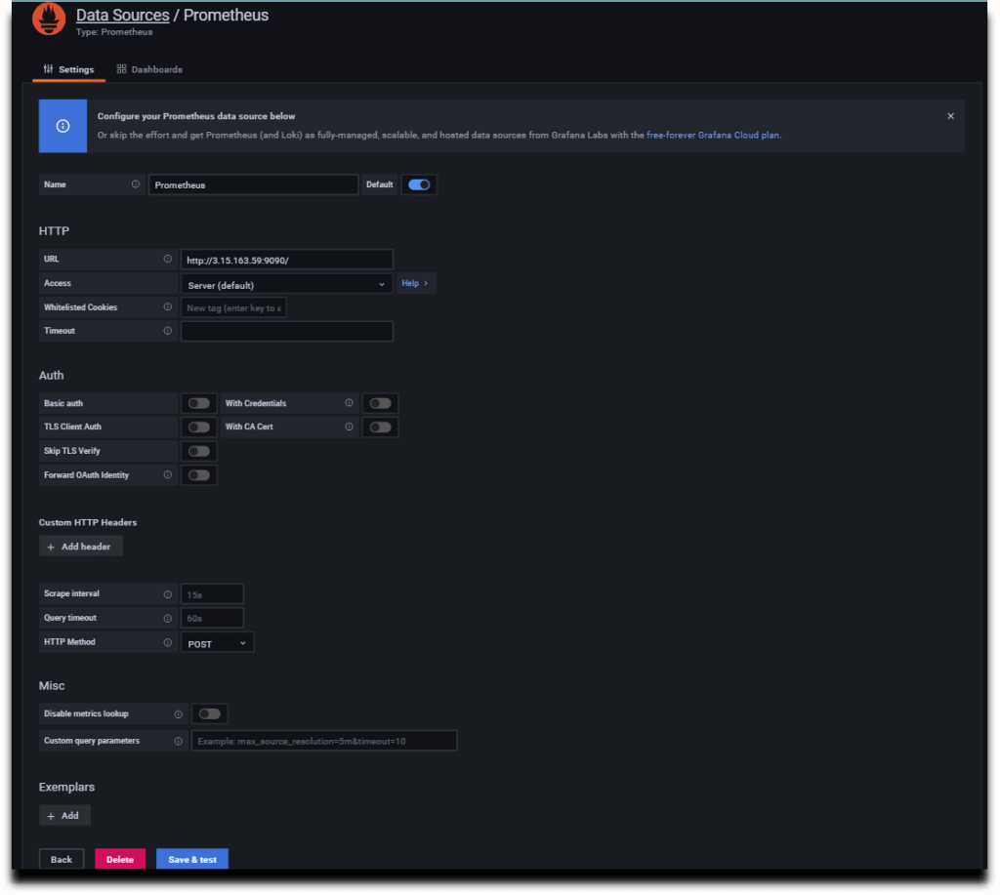 Data Sources / Prometheus
Type: Prometheus
Settings Dashboards
Configure your Prometheus data source below
Or skip the effort and get Prometheus (and Loki) as fully-managed, scalable, and hosted data sources from Grafana Labs with the free-forever Grafana Cloud plan.
Name Prometheus Default
HTTP
URL http://3.15.163.59:9090/
Access Server (default) Help
Whitelisted Cookies New tag (enter key to a
Timeout
Auth
Basic auth With Credentials
TLS Client Auth With CA Cert
Skip TLS Verify
Forward OAuth Identity
Custom HTTP Headers
+ Add header
Scrape interval 15s
Query timeout 60s
HTTP Method POST
Misc
Disable metrics lookup
Custom query parameters Example: max_source_resolution=5m&timeout=10
Exemplars
+ Add
Back Delete Save & test